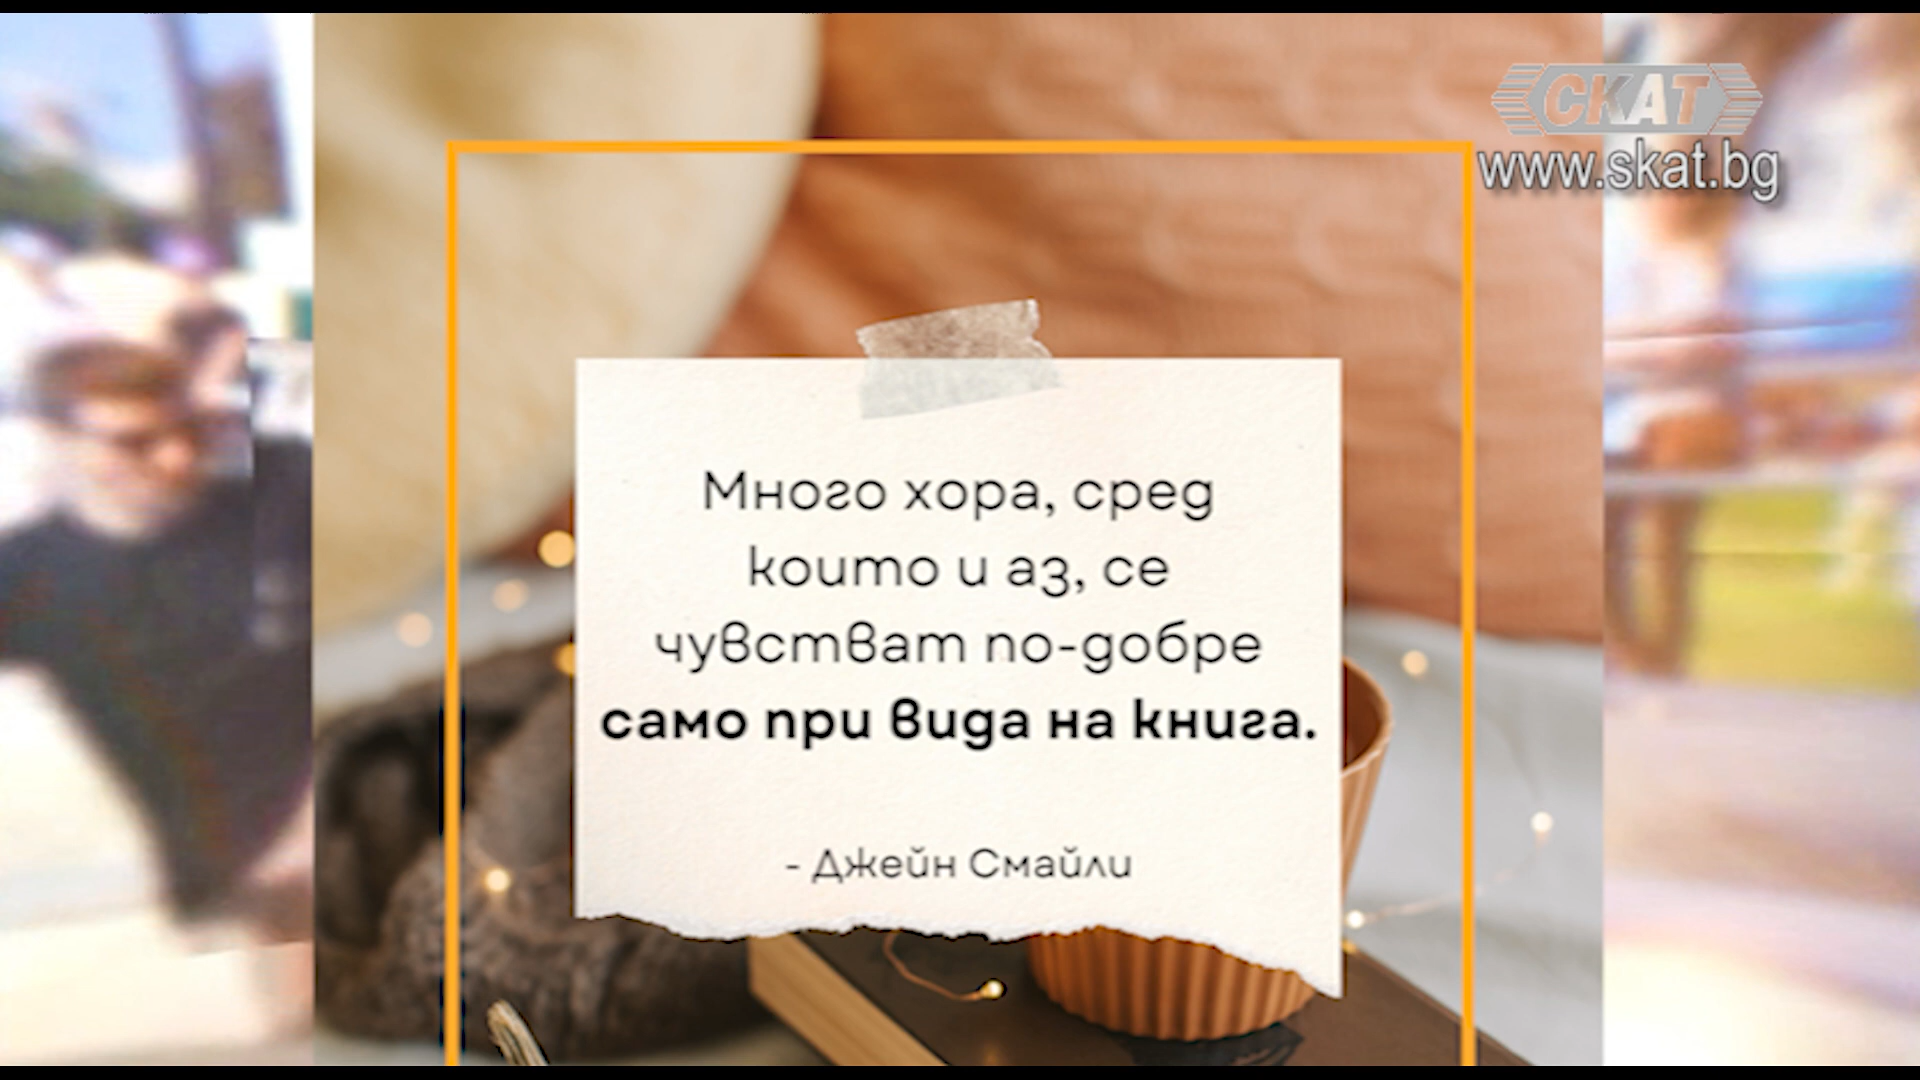 СКАТ
www.skat.bg
Много хора, сред
които и аз, се
чувстват по-добре
само при вида на книга.
- Джейн Смайли